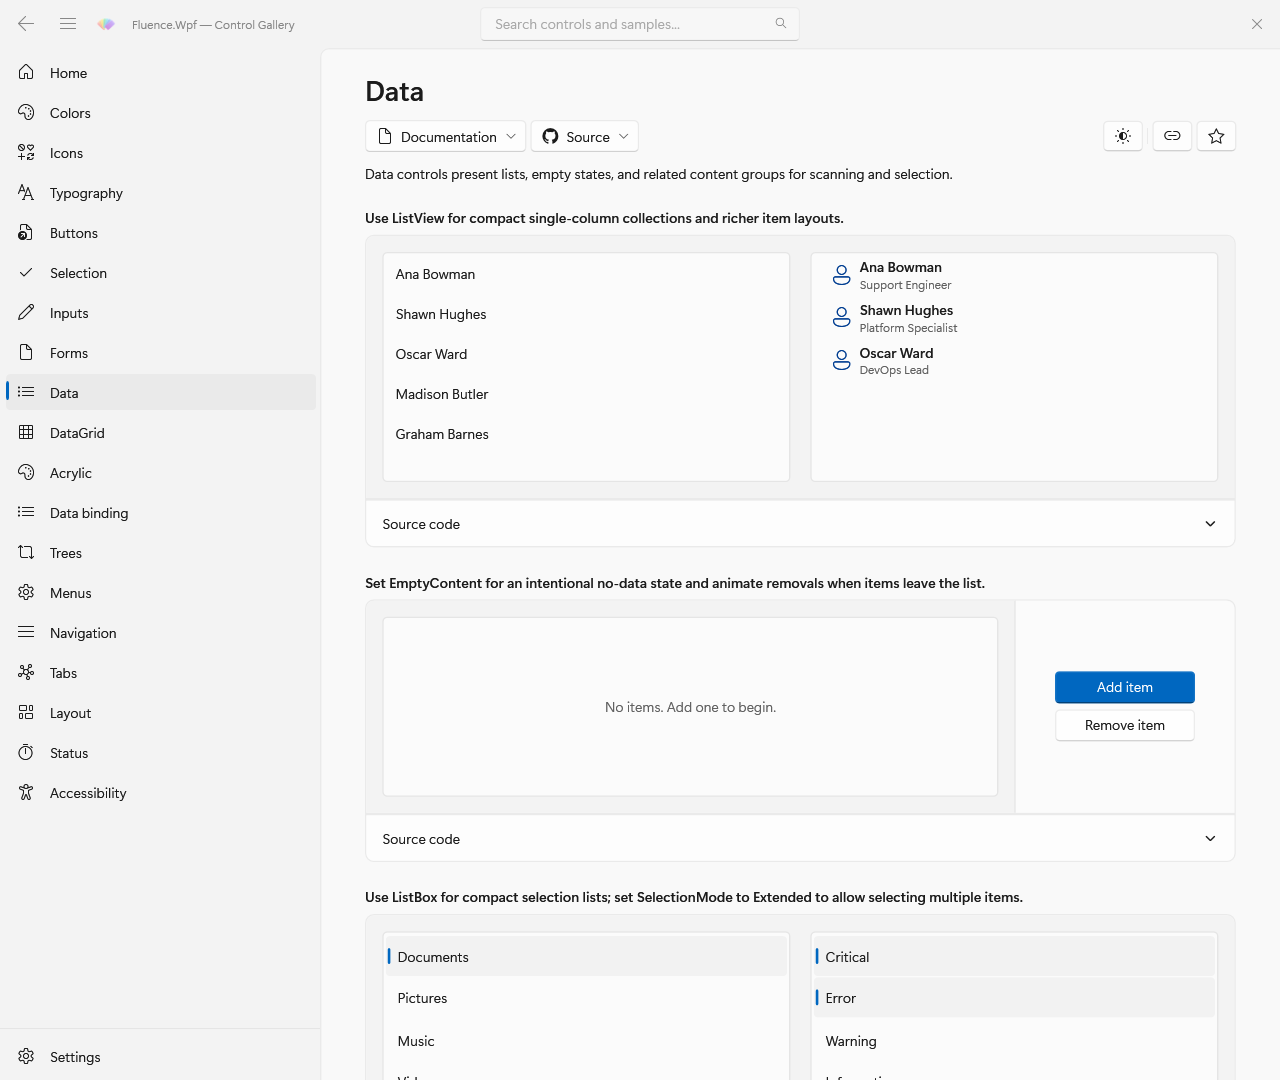 Fluence.Wpf — Control Gallery
Search controls and samples...
Home
Colors
Icons
Typography
Buttons
Selection
Inputs
Forms
Data
DataGrid
Acrylic
Data binding
Trees
Menus
Navigation
Tabs
Layout
Status
Accessibility
Settings
Data
Documentation
Source
Data controls present lists, empty states, and related content groups for scanning and selection.
Use ListView for compact single-column collections and richer item layouts.
Ana Bowman
Shawn Hughes
Oscar Ward
Madison Butler
Graham Barnes
Ana Bowman
Support Engineer
Shawn Hughes
Platform Specialist
Oscar Ward
DevOps Lead
Source code
Set EmptyContent for an intentional no-data state and animate removals when items leave the list.
No items. Add one to begin.
Add item
Remove item
Source code
Use ListBox for compact selection lists; set SelectionMode to Extended to allow selecting multiple items.
Documents
Pictures
Music
Critical
Error
Warning